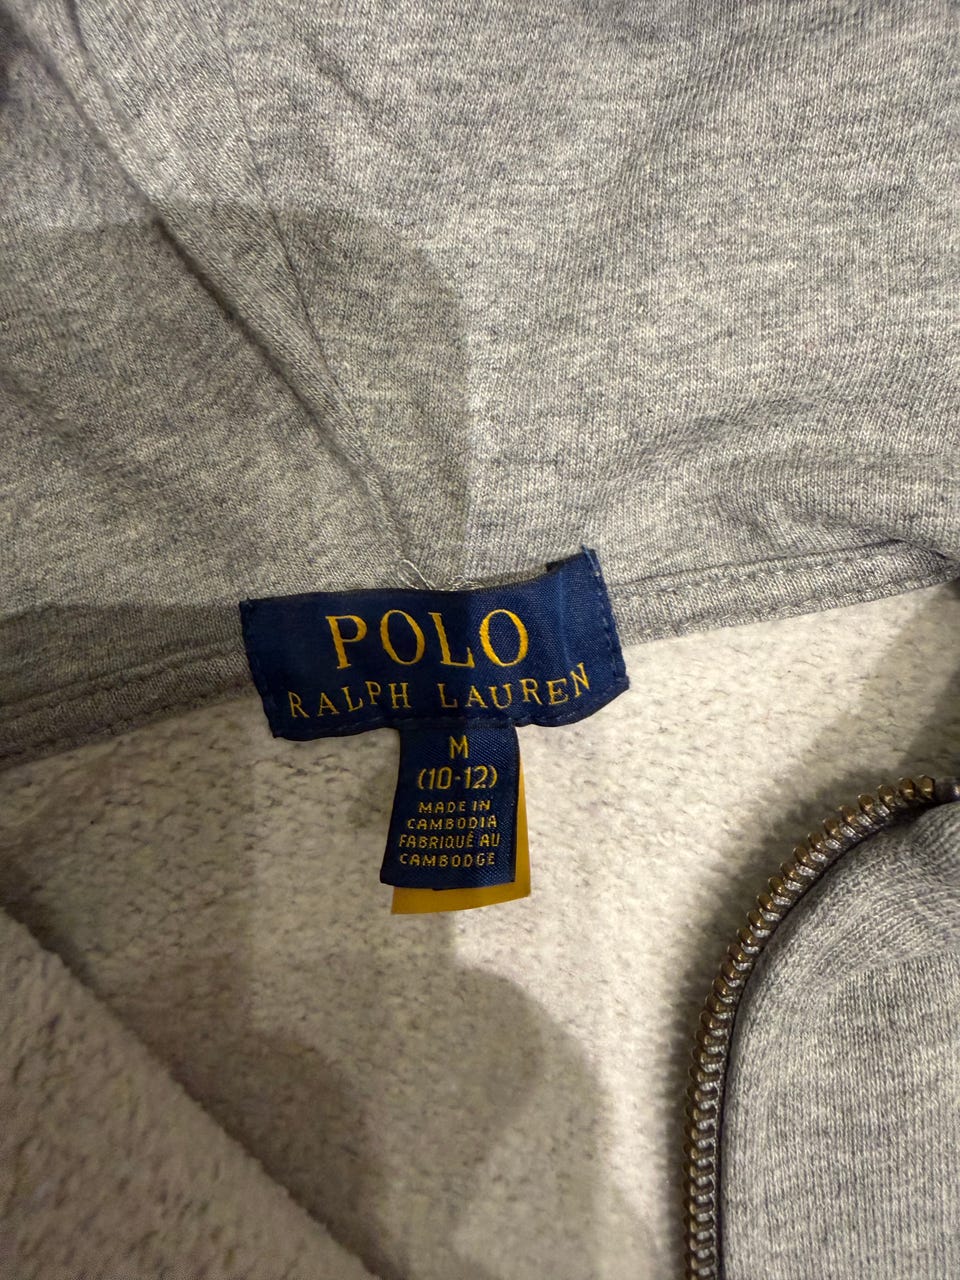 POLO
RALPH LAUREN
M
(10-12)
MADE IN
CAMBODIA
FABRIQUÉ AU
CAMBODGE